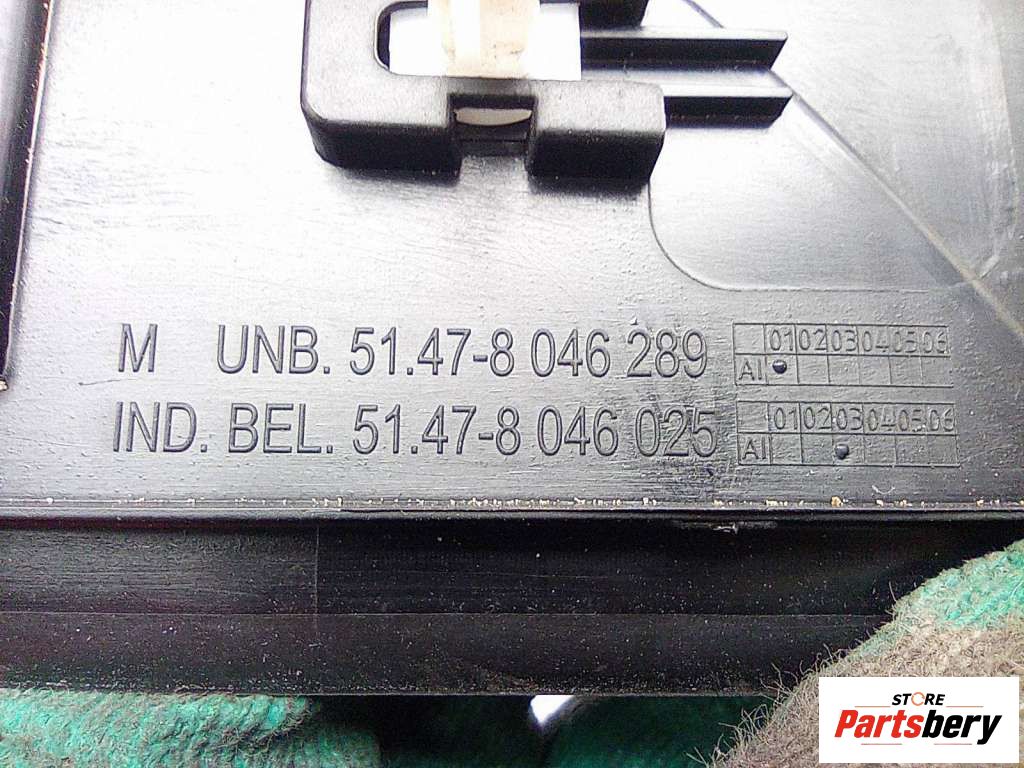 M UNB. 51.47-8 046 289
01 02 03 04 05 06
AI
IND. BEL. 51.47-8 046 025
01 02 03 04 05 06
AI
STORE
Partsbery